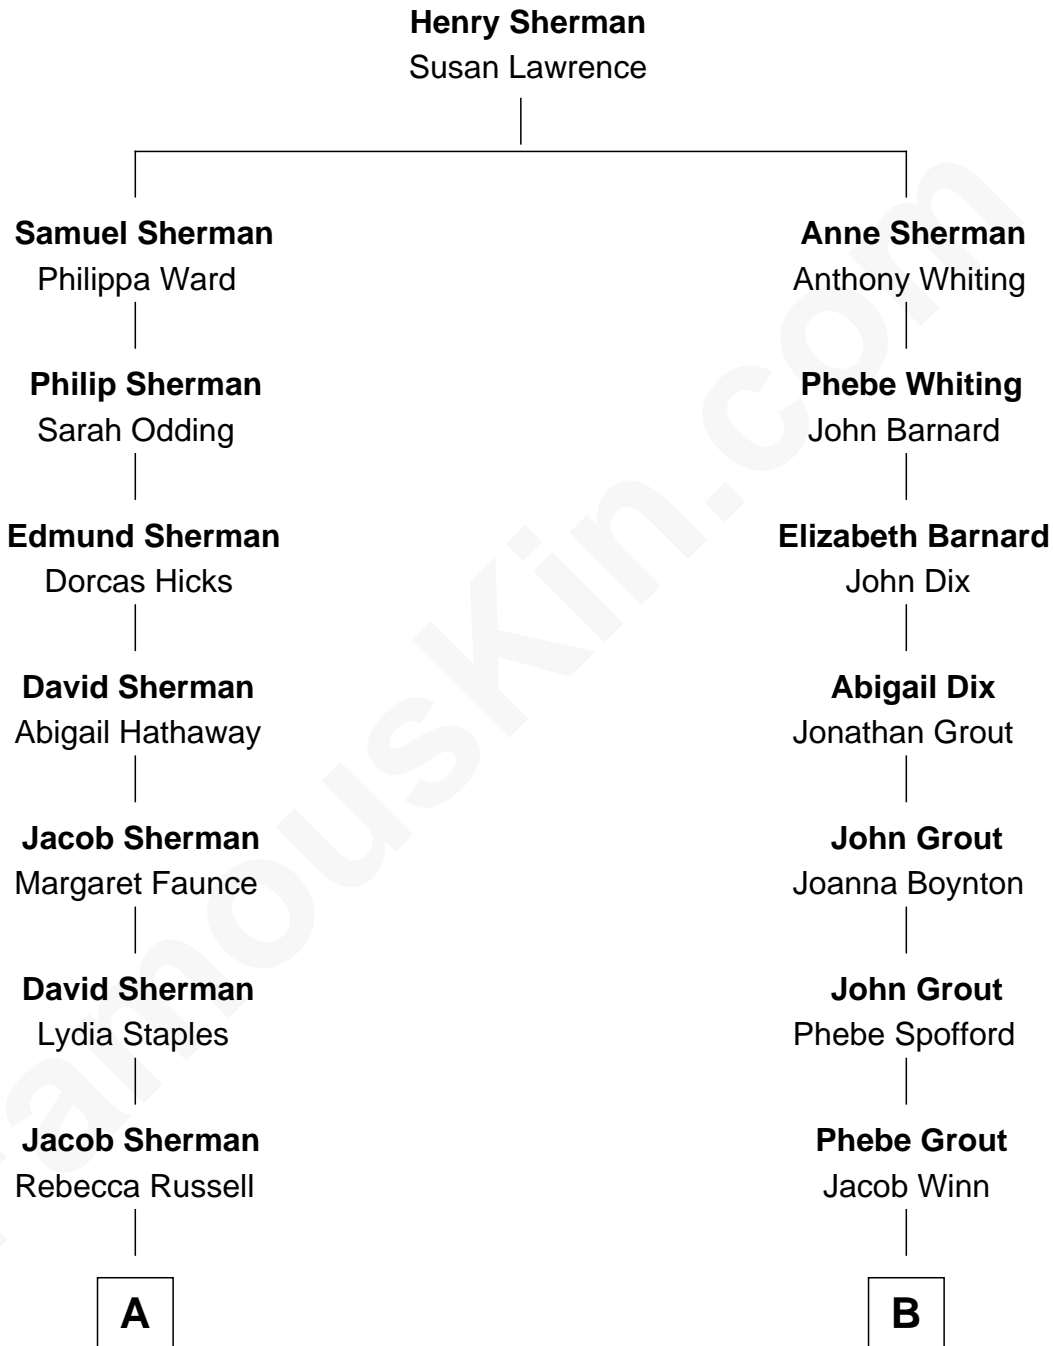 Henry Sherman
Susan Lawrence
Samuel Sherman
Philippa Ward
Philip Sherman
Sarah Odding
Edmund Sherman
Dorcas Hicks
David Sherman
Abigail Hathaway
Jacob Sherman
Margaret Faunce
David Sherman
Lydia Staples
Jacob Sherman
Rebecca Russell
A
Anne Sherman
Anthony Whiting
Phebe Whiting
John Barnard
Elizabeth Barnard
John Dix
Abigail Dix
Jonathan Grout
John Grout
Joanna Boynton
John Grout
Phebe Spofford
Phebe Grout
Jacob Winn
B
FamousKin.com